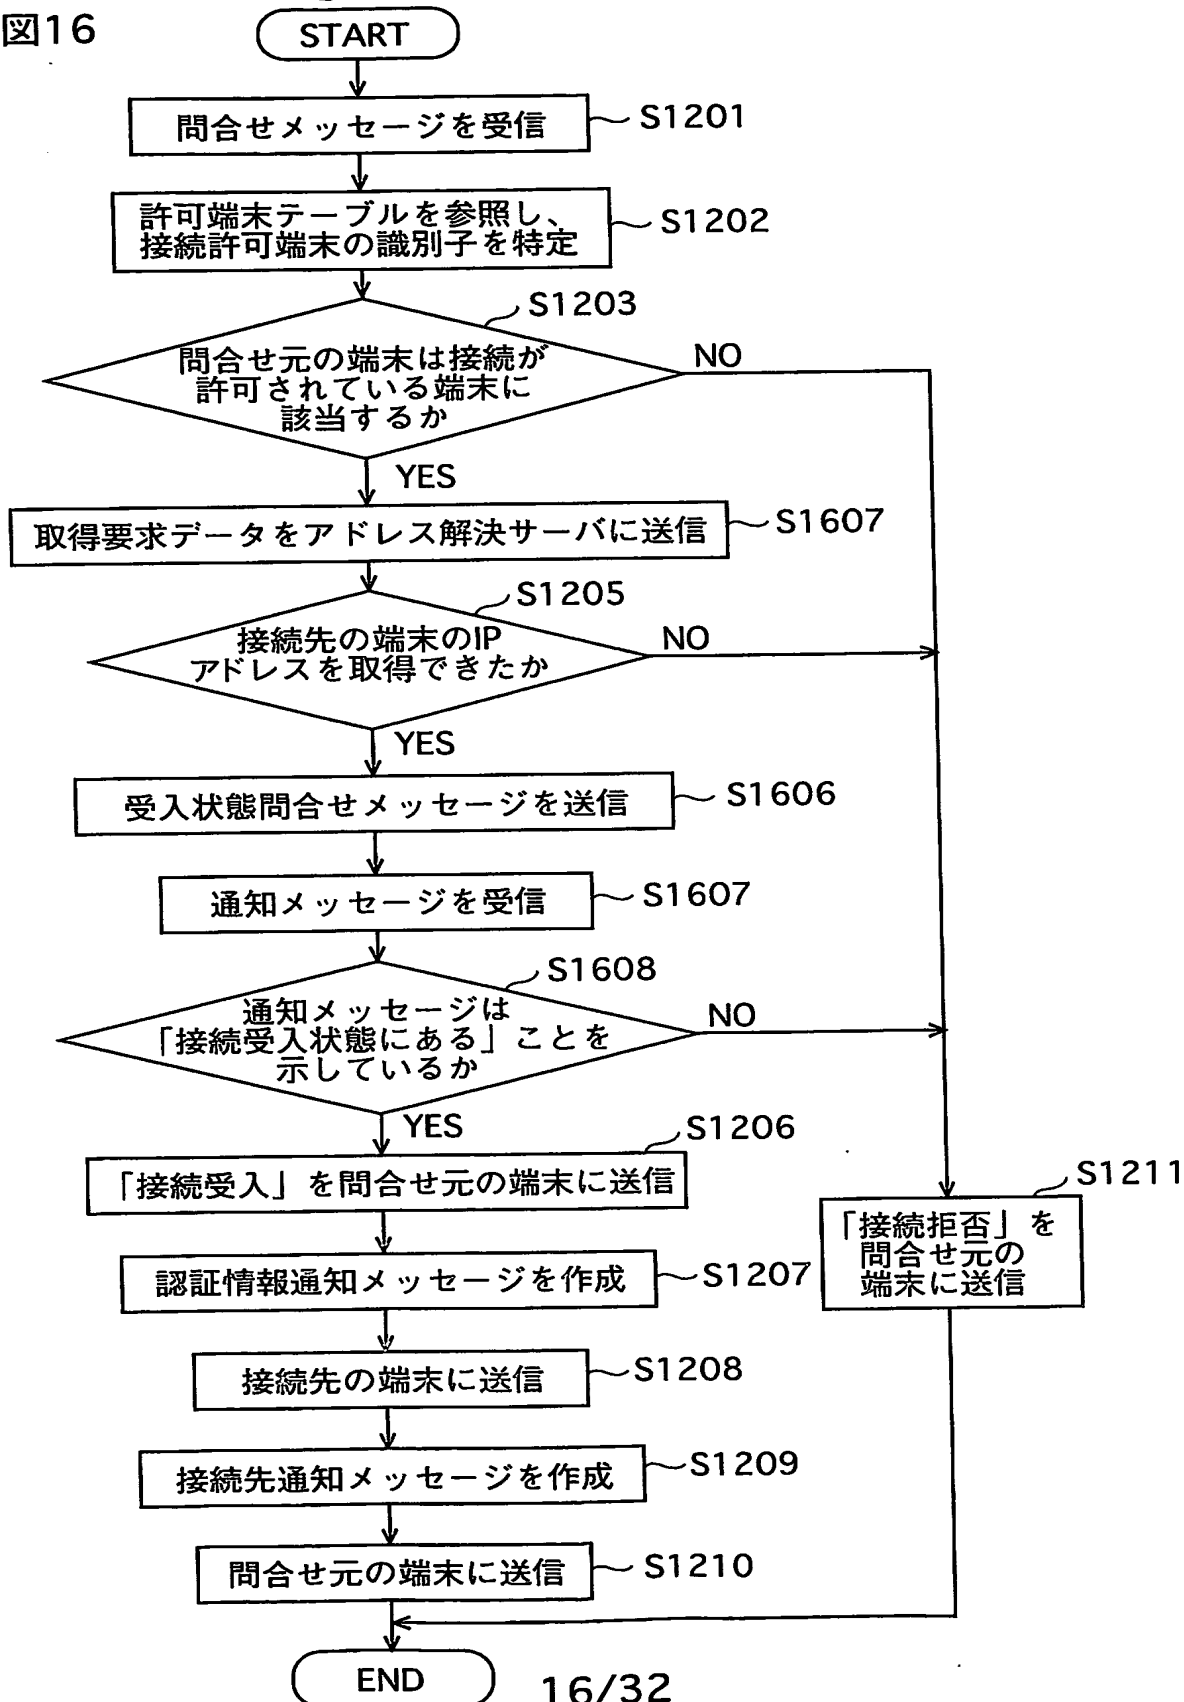 図16
START
問合せメッセージを受信
S1201
許可端末テーブルを参照し、
接続許可端末の識別子を特定
S1202
S1203
問合せ元の端末は接続が
許可されている端末に
該当するか
NO
YES
取得要求データをアドレス解決サーバに送信
S1607
S1205
接続先の端末のIP
アドレスを取得できたか
NO
YES
受入状態問合せメッセージを送信
S1606
通知メッセージを受信
S1607
S1608
通知メッセージは
「接続受入状態にある」ことを
示しているか
NO
YES
S1206
「接続受入」を問合せ元の端末に送信
S1211
「接続拒否」を
問合せ元の
端末に送信
認証情報通知メッセージを作成
S1207
接続先の端末に送信
S1208
接続先通知メッセージを作成
S1209
問合せ元の端末に送信
S1210
END
16/32